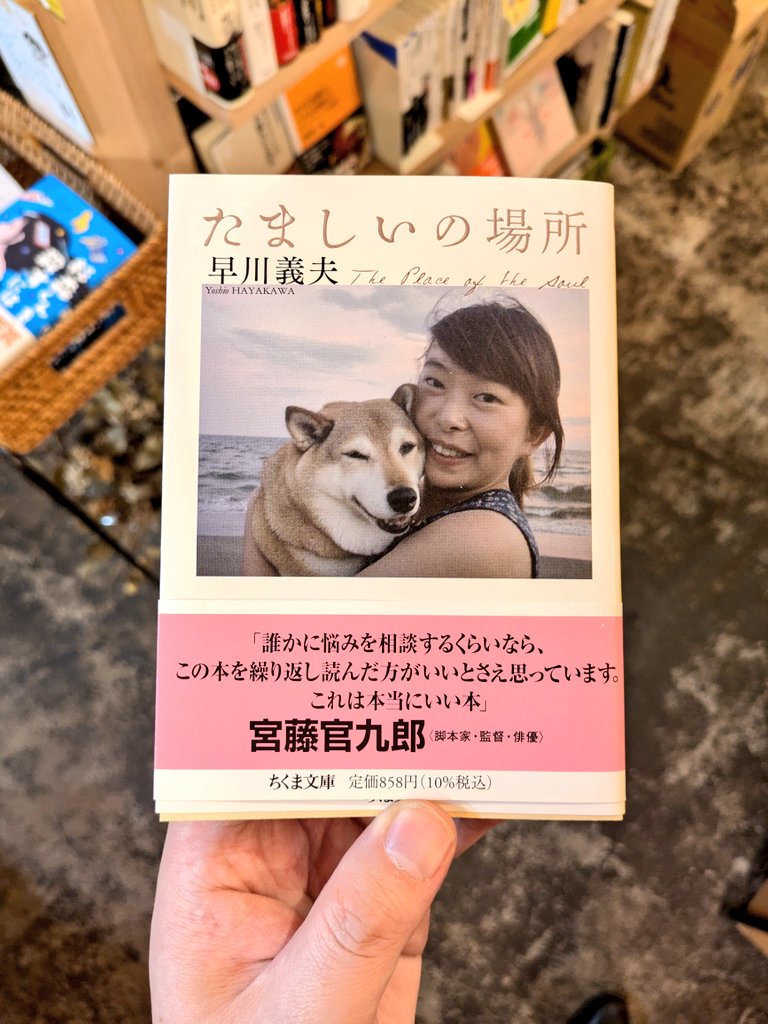 たましいの場所
早川義夫 The Place of the Soul
Yoshio HAYAKAWA
「誰かに悩みを相談するくらいなら、
この本を繰り返し読んだ方がいいとさえ思っています。
これは本当にいい本」
宮藤官九郎〈脚本家・監督・俳優〉
ちくま文庫 定価858円(10%税込)